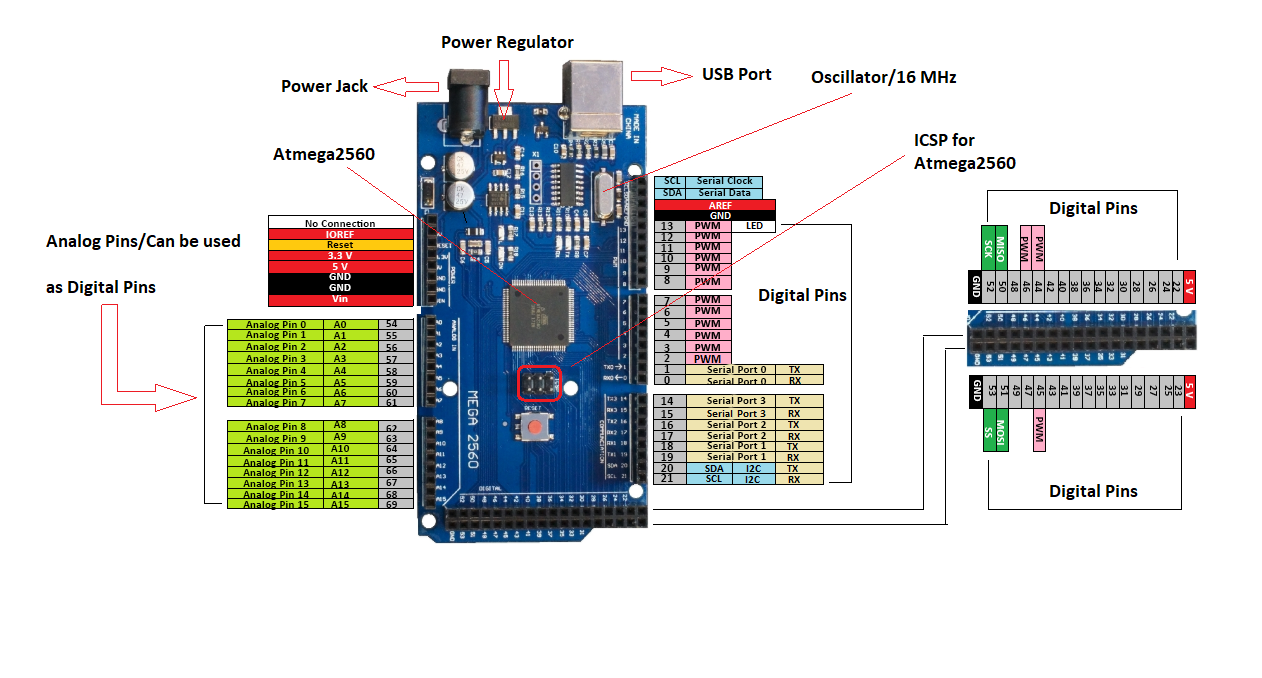 Power Regulator
Power Jack
USB Port
Oscillator/16 MHz
Atmega2560
ICSP for
Atmega2560
Analog Pins/Can be used
as Digital Pins
No Connection
IOREF
Reset
3.3 V
5 V
GND
GND
Vin
Analog Pin 0 A0 54
Analog Pin 1 A1 55
Analog Pin 2 A2 56
Analog Pin 3 A3 57
Analog Pin 4 A4 58
Analog Pin 5 A5 59
Analog Pin 6 A6 60
Analog Pin 7 A7 61
Analog Pin 8 A8 62
Analog Pin 9 A9 63
Analog Pin 10 A10 64
Analog Pin 11 A11 65
Analog Pin 12 A12 66
Analog Pin 13 A13 67
Analog Pin 14 A14 68
Analog Pin 15 A15 69
MADE IN
CHINA
X1
POWER
ANALOG IN
PWM
MEGA 2560
RESET
COMMUNICATION
DIGITAL
SCL Serial Clock
SDA Serial Data
AREF
GND
13 PWM LED
12 PWM
11 PWM
10 PWM
9 PWM
8 PWM
7 PWM
6 PWM
5 PWM
4 PWM
3 PWM
2 PWM
1 Serial Port 0 TX
0 Serial Port 0 RX
14 Serial Port 3 TX
15 Serial Port 3 RX
16 Serial Port 2 TX
17 Serial Port 2 RX
18 Serial Port 1 TX
19 Serial Port 1 RX
20 SDA I2C TX
21 SCL I2C RX
Digital Pins
Digital Pins
SCK MISO PWM PWM
GND 52 50 48 46 44 42 40 38 36 34 32 30 28 26 24 22 5 V
GND 53 51 49 47 45 43 41 39 37 35 33 31 29 27 25 23 5 V
SS MOSI PWM
Digital Pins